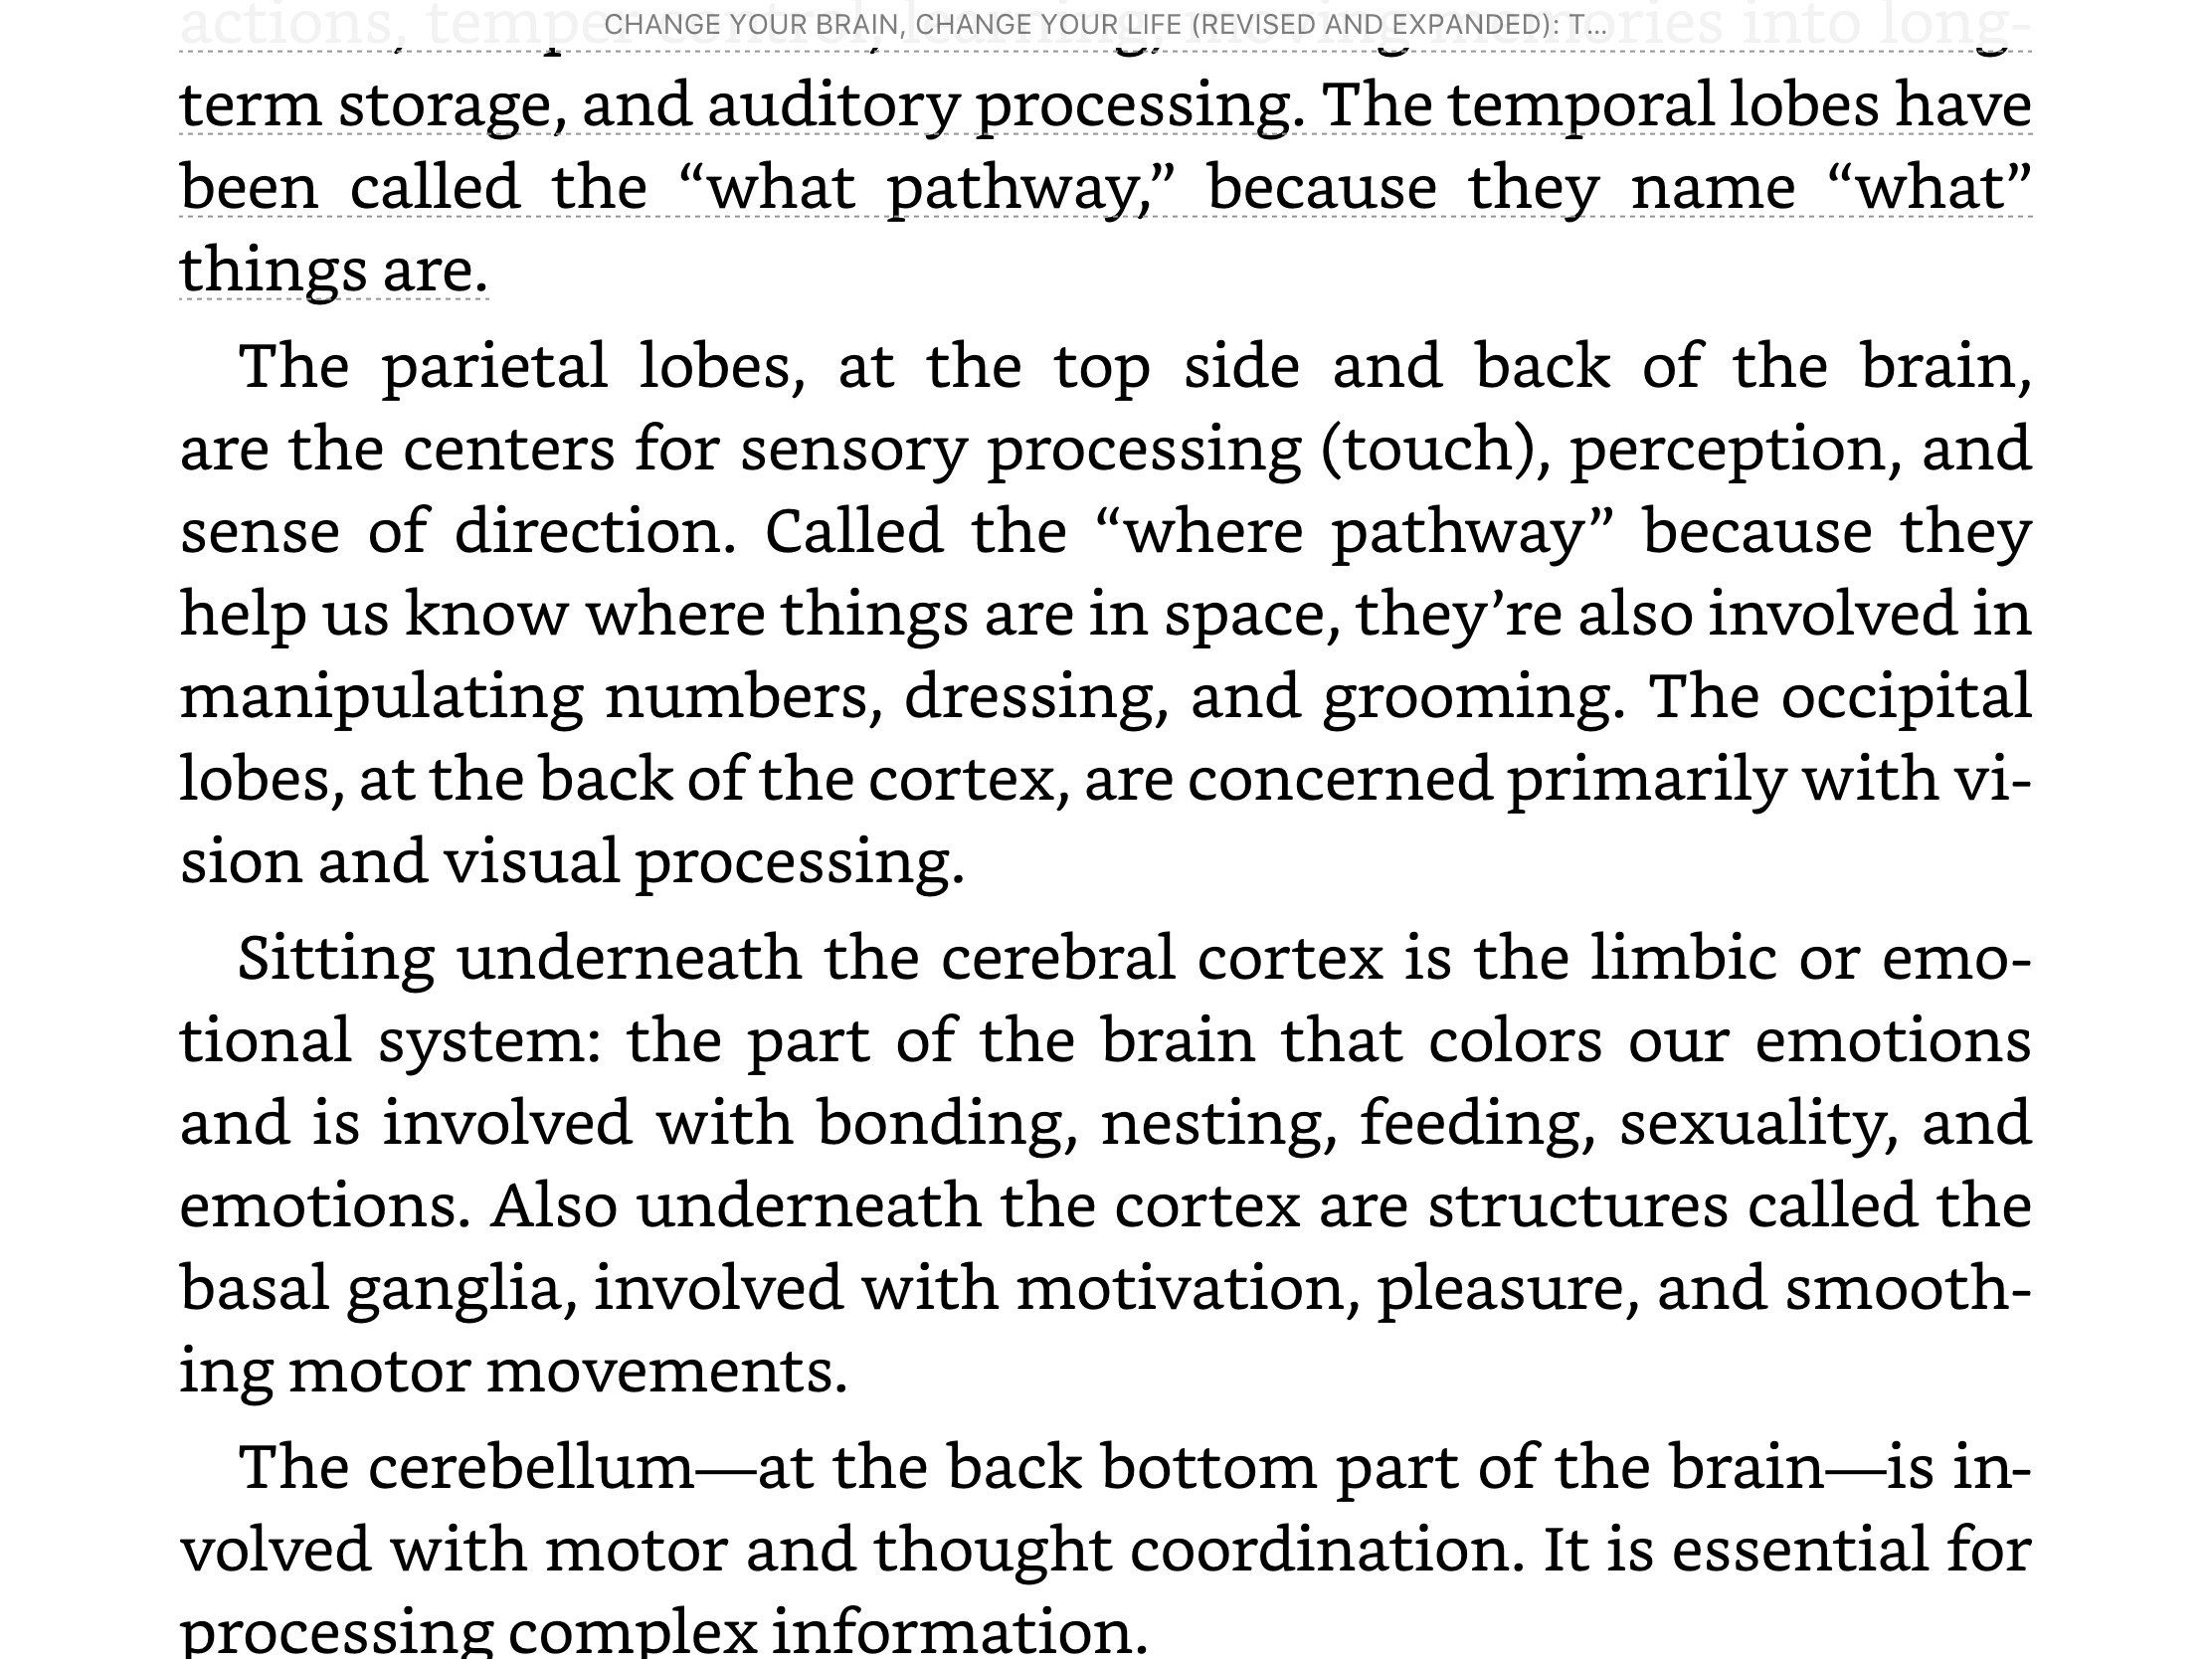 CHANGE YOUR BRAIN, CHANGE YOUR LIFE (REVISED AND EXPANDED): T...
actions, temper control, learning, moving memories into long-
term storage, and auditory processing. The temporal lobes have
been called the “what pathway,” because they name “what”
things are.
The parietal lobes, at the top side and back of the brain,
are the centers for sensory processing (touch), perception, and
sense of direction. Called the “where pathway” because they
help us know where things are in space, they’re also involved in
manipulating numbers, dressing, and grooming. The occipital
lobes, at the back of the cortex, are concerned primarily with vi-
sion and visual processing.
Sitting underneath the cerebral cortex is the limbic or emo-
tional system: the part of the brain that colors our emotions
and is involved with bonding, nesting, feeding, sexuality, and
emotions. Also underneath the cortex are structures called the
basal ganglia, involved with motivation, pleasure, and smooth-
ing motor movements.
The cerebellum—at the back bottom part of the brain—is in-
volved with motor and thought coordination. It is essential for
processing complex information.